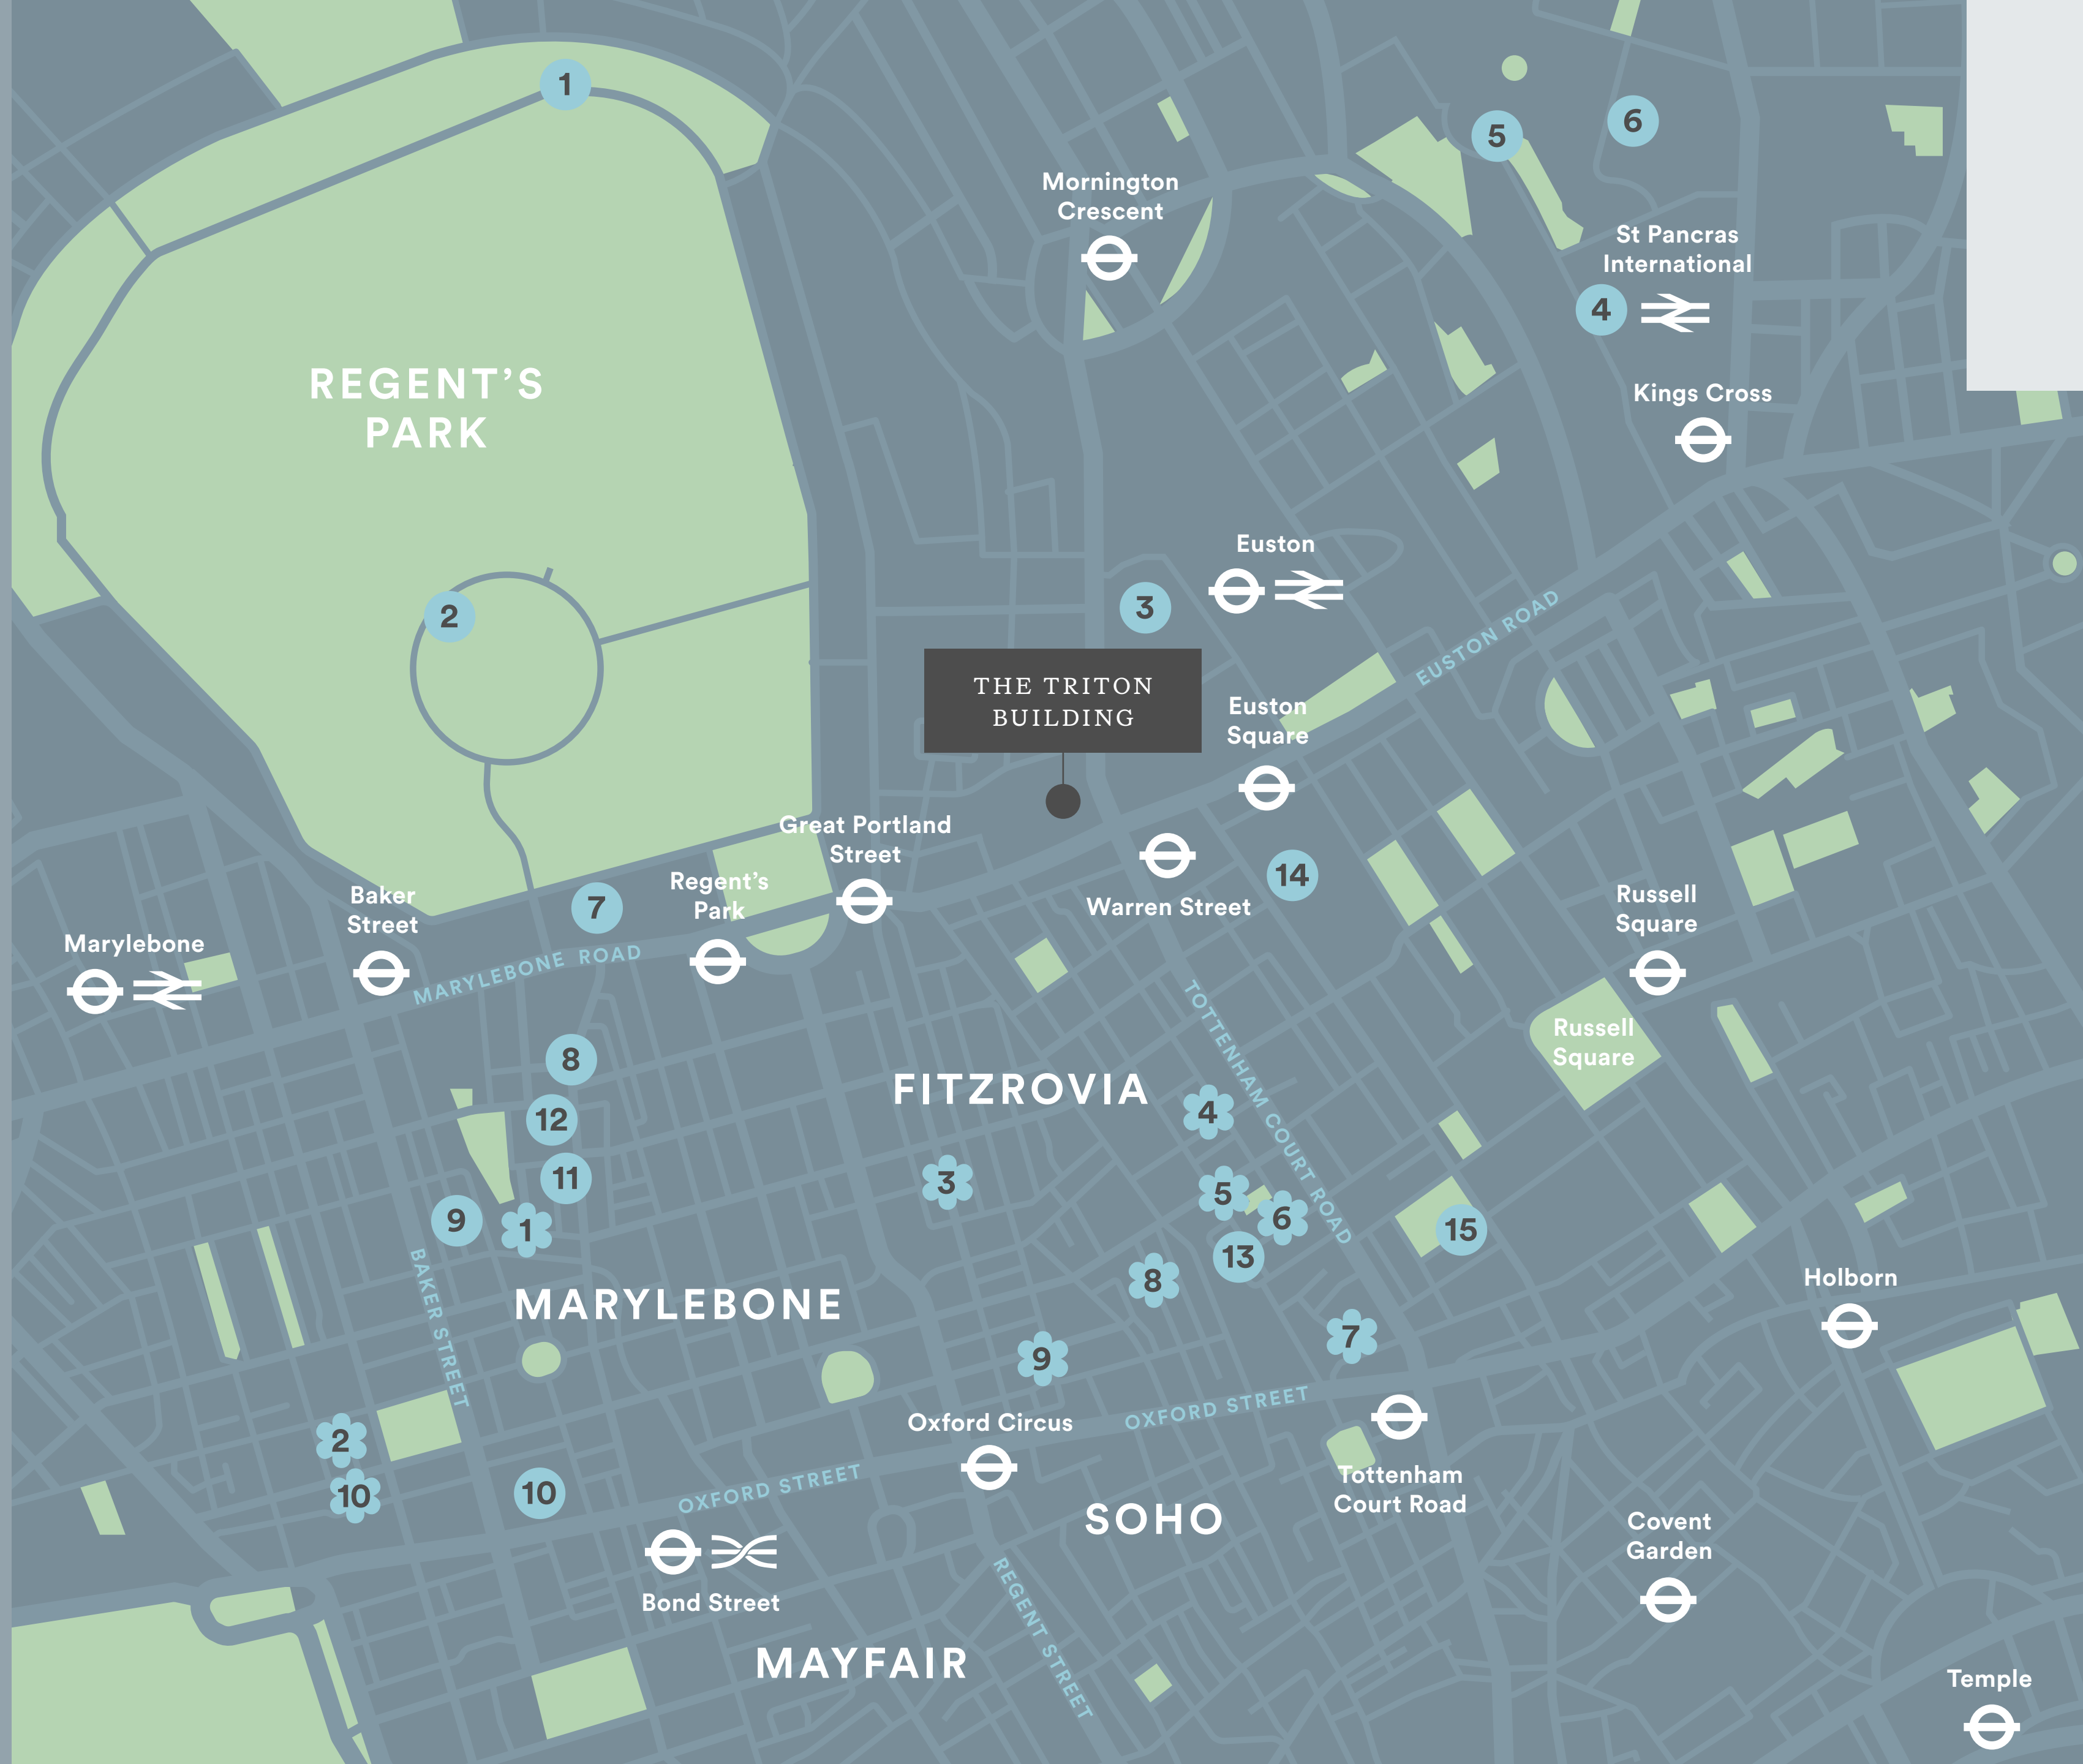 1
5
6
Mornington
Crescent
St Pancras
International
4
REGENT’S
PARK
Kings Cross
Euston
2
3
THE TRITON
BUILDING
EUSTON ROAD
Euston
Square
Great Portland
Street
Warren Street
14
Regent’s
Park
Baker
Street
7
Russell
Square
Marylebone
MARYLEBONE ROAD
Russell
Square
TOTTENHAM COURT ROAD
8
FITZROVIA
4
12
11
3
5
6
9
1
13
15
8
BAKER STREET
MARYLEBONE
Holborn
7
9
OXFORD STREET
Oxford Circus
2
10
10
OXFORD STREET
Tottenham
Court Road
SOHO
Covent
Garden
Bond Street
REGENT STREET
MAYFAIR
Temple